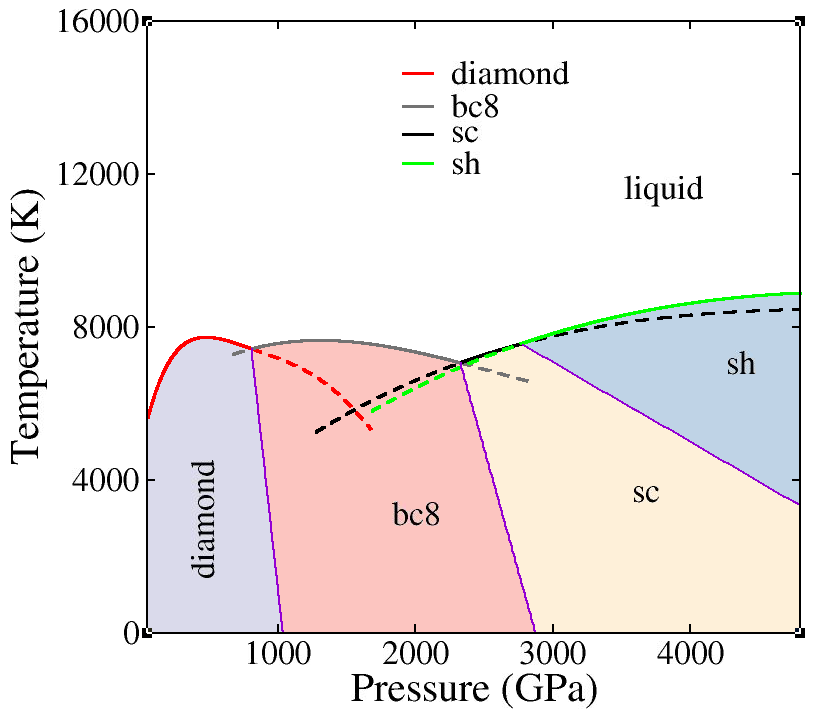 16000
12000
8000
4000
0
Temperature (K)
diamond
bc8
sc
sh
liquid
sh
sc
bc8
diamond
1000 2000 3000 4000
Pressure (GPa)